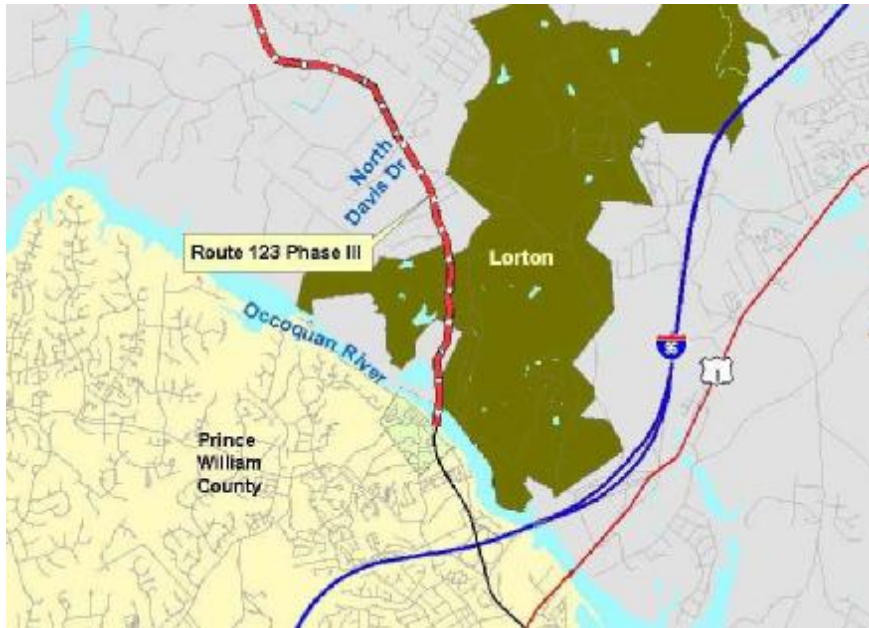 North
Davis Dr
Route 123 Phase III
Lorton
Occoquan River
95
1
Prince
William
County